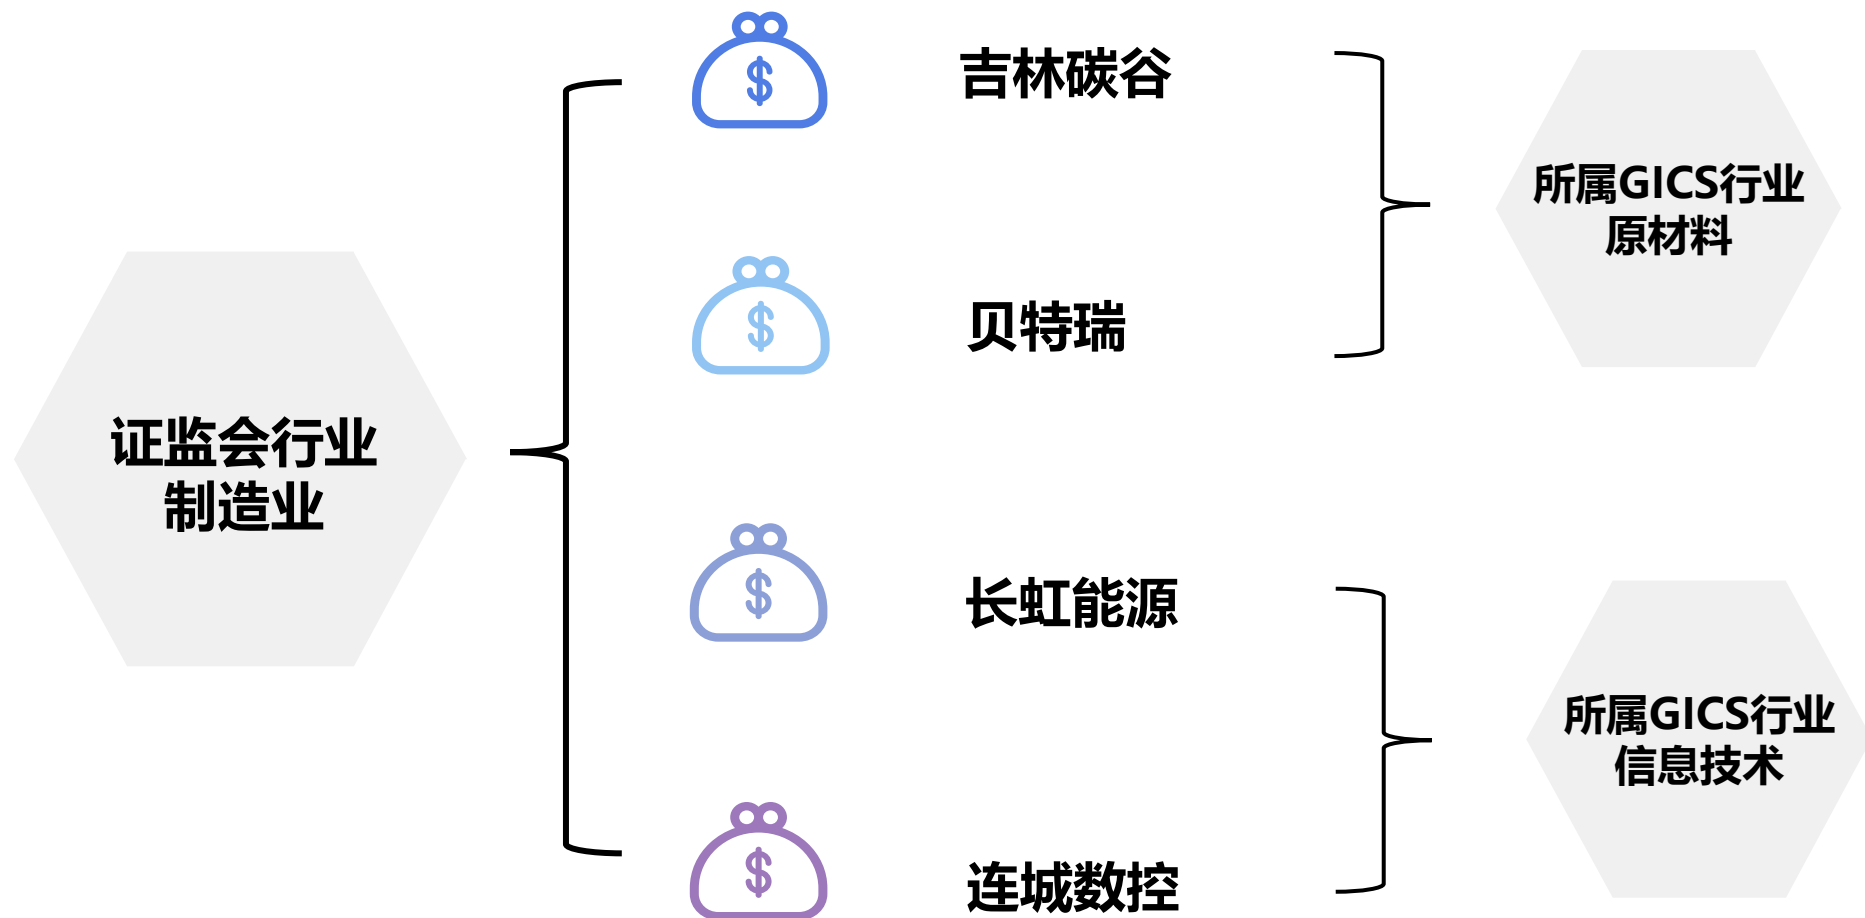 证监会行业
制造业
吉林碳谷
贝特瑞
长虹能源
连城数控
所属GICS行业
原材料
所属GICS行业
信息技术